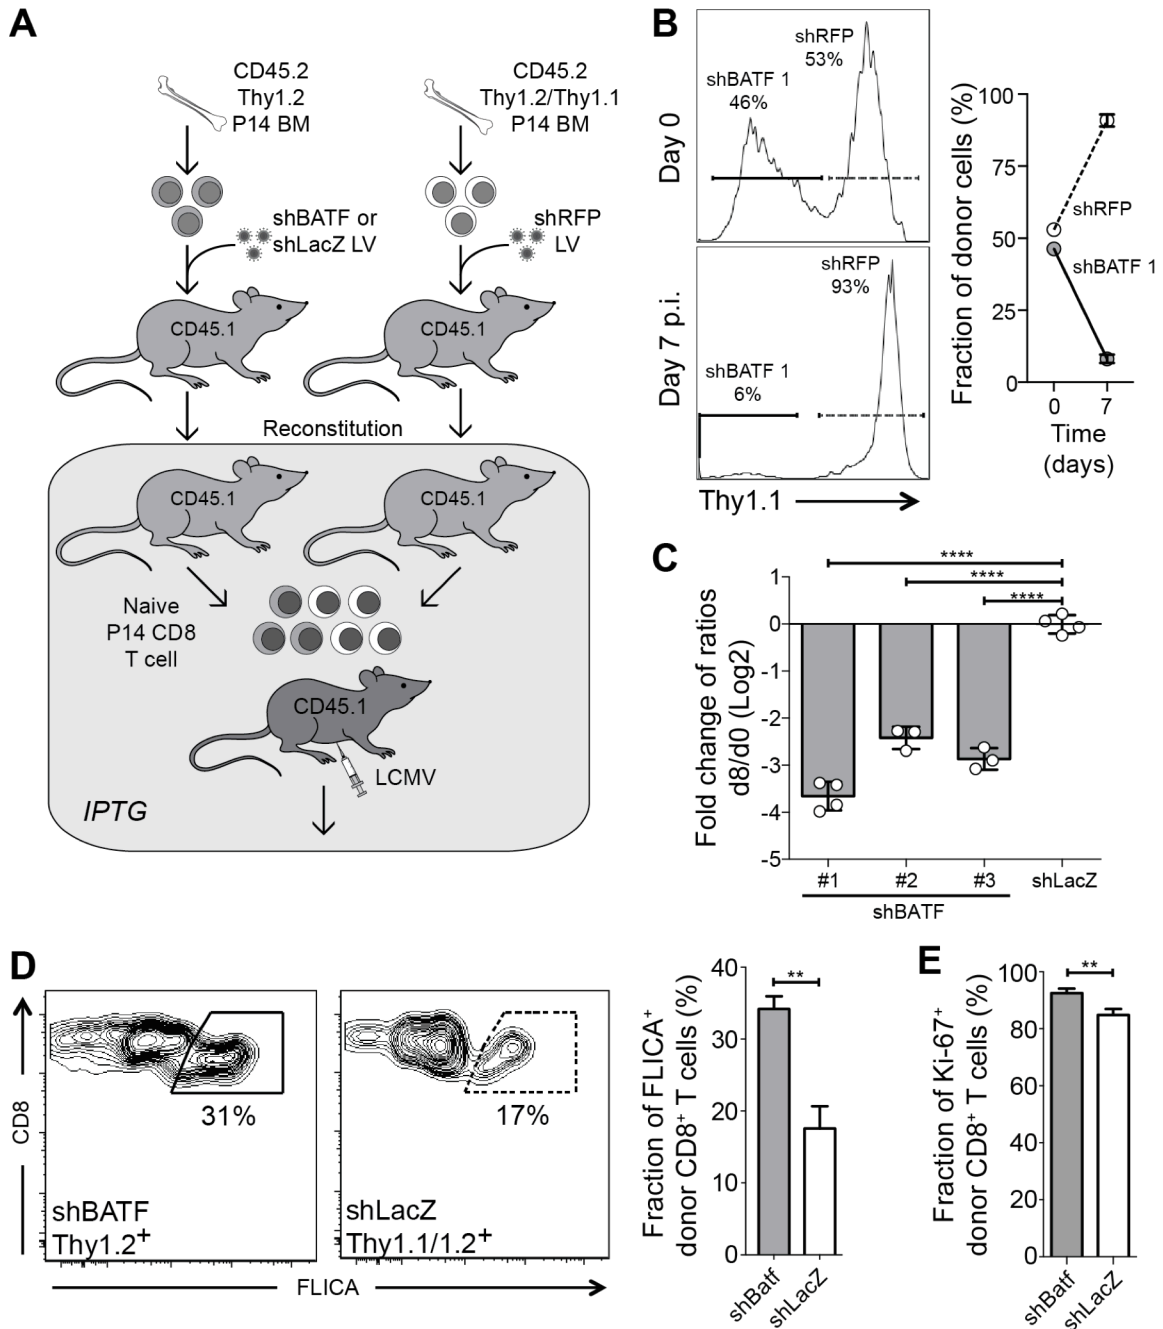 A
CD45.2
Thy1.2
P14 BM
CD45.2
Thy1.2/Thy1.1
P14 BM
shBATF or
shLacZ LV
shRFP
LV
CD45.1
CD45.1
Reconstitution
CD45.1
CD45.1
Naive
P14 CD8
T cell
CD45.1
LCMV
IPTG
B
Day 0
shBATF 1
46%
shRFP
53%
Day 7 p.i.
shBATF 1
6%
shRFP
93%
Thy1.1
Fraction of donor cells (%)
100
75
50
25
0
shRFP
shBATF 1
0 7
Time
(days)
C
Fold change of ratios
d8/d0 (Log2)
1
0
-1
-2
-3
-4
-5
****
****
****
#1 #2 #3 shLacZ
shBATF
D
CD8
31%
shBATF
Thy1.2+
17%
shLacZ
Thy1.1/1.2+
FLICA
Fraction of FLICA+
donor CD8+ T cells (%)
40
30
20
10
0
**
shBatf
shLacZ
E
Fraction of Ki-67+
donor CD8+ T cells (%)
100
80
60
40
20
0
**
shBatf
shLacZ